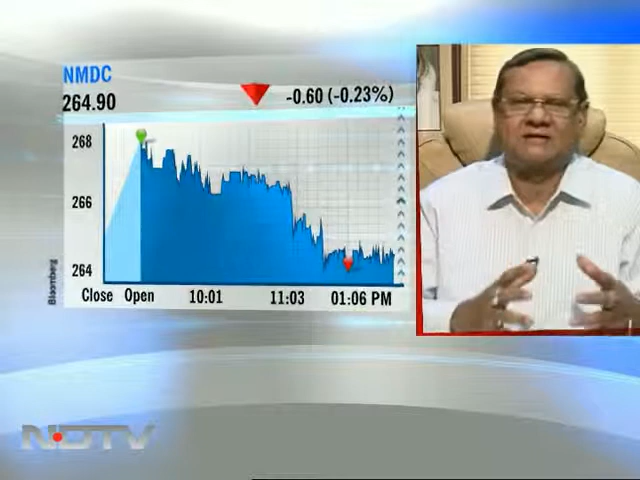 NMDC
264.90
-0.60 (-0.23%)
268
266
264
Bloomberg
Close Open 10:01 11:03 01:06 PM
NDTV